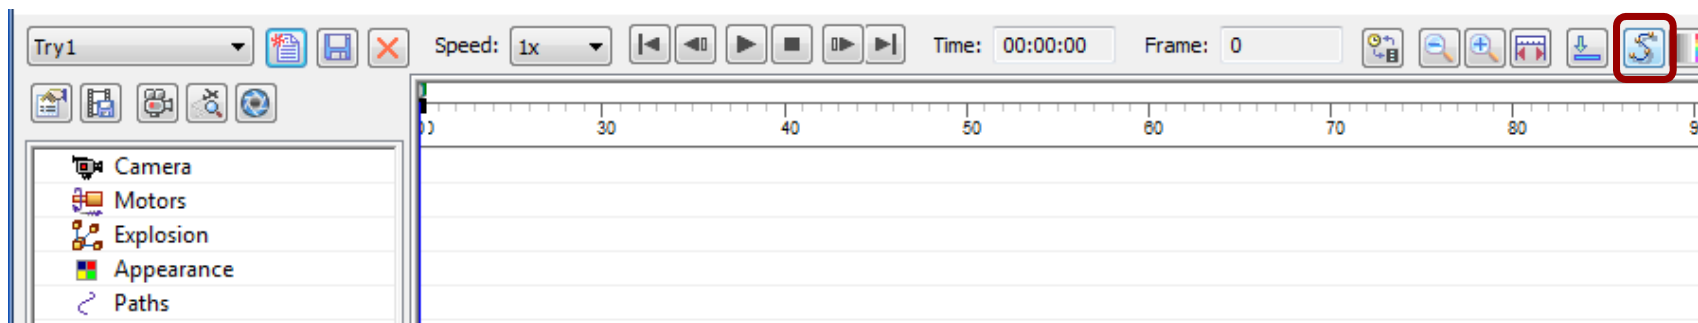 Try1 Speed: 1x Time: 00:00:00 Frame: 0
30 40 50 60 70 80 9
Camera
Motors
Explosion
Appearance
Paths